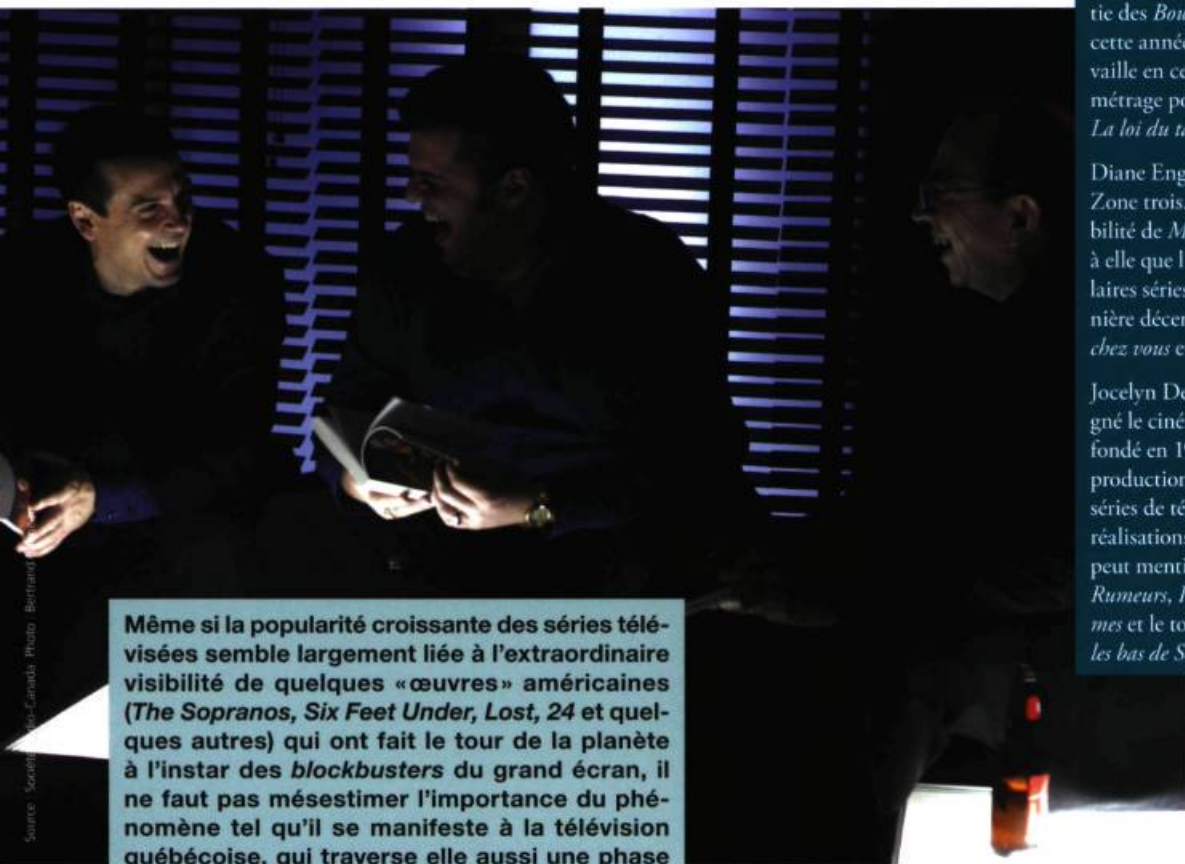 tie des Bou
cette anné
vaille en ce
métrage po
La loi du ta
Diane Eng
Zone trois.
bilité de M
à elle que l
laires séries
nière décen
chez vous e
Jocelyn De
gné le ciné
fondé en 19
production
séries de té
réalisations
peut menti
Rumeurs, I
mes et le to
les bas de S
Même si la popularité croissante des séries télé-
visées semble largement liée à l'extraordinaire
visibilité de quelques «œuvres» américaines
(The Sopranos, Six Feet Under, Lost, 24 et quel-
ques autres) qui ont fait le tour de la planète
à l'instar des blockbusters du grand écran, il
ne faut pas mésestimer l'importance du phé-
nomène tel qu'il se manifeste à la télévision
québécoise, qui traverse elle aussi une phase
Source Société Photo Bertrand